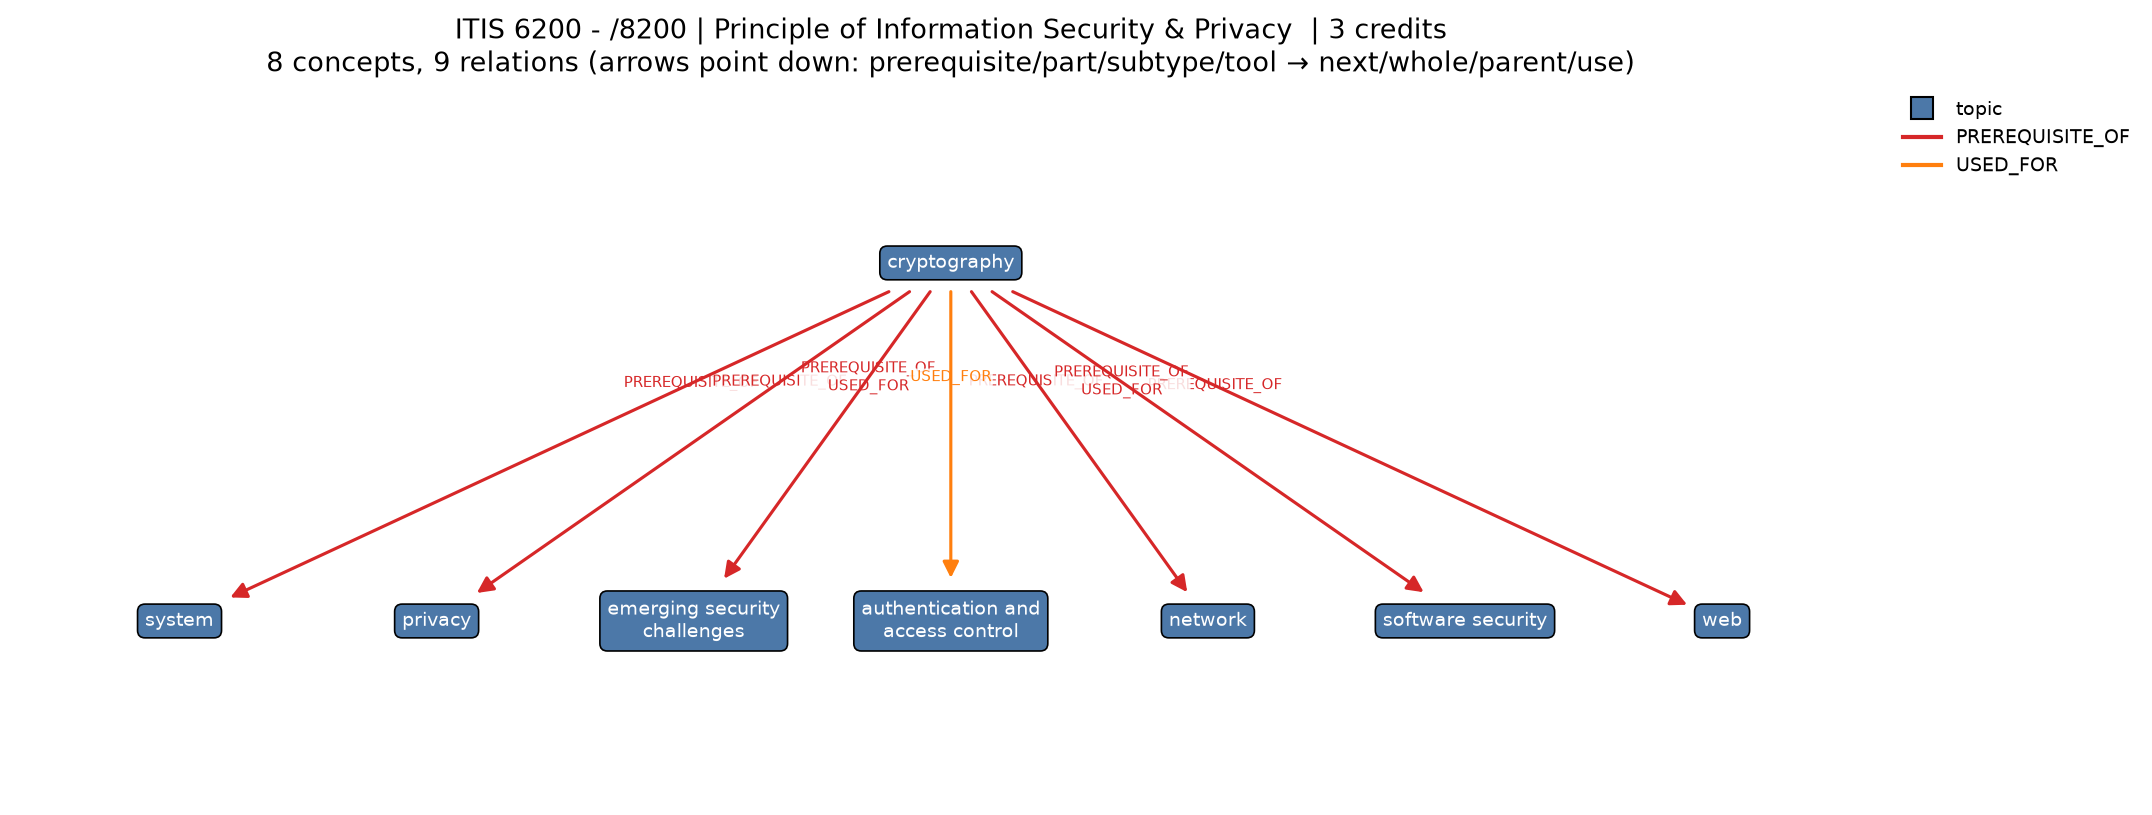 ITIS 6200 - /8200 | Principle of Information Security & Privacy | 3 credits
8 concepts, 9 relations (arrows point down: prerequisite/part/subtype/tool → next/whole/parent/use)
topic
PREREQUISITE_OF
USED_FOR
cryptography
PREREQUISITE_OF
USED_FOR
USED_FOR
PREREQUISITE_OF
USED_FOR
system
privacy
emerging security
challenges
authentication and
access control
network
software security
web